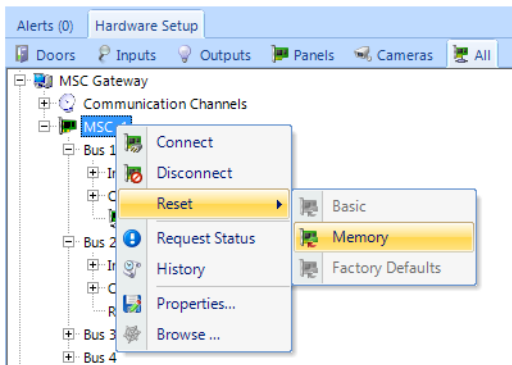 Alerts (0) Hardware Setup
Doors Inputs Outputs Panels Cameras All
MSC Gateway
Communication Channels
MSC
Bus 1
Bus 2
Bus 3
Bus 4
Connect
Disconnect
Reset
Request Status
History
Properties...
Browse ...
Basic
Memory
Factory Defaults